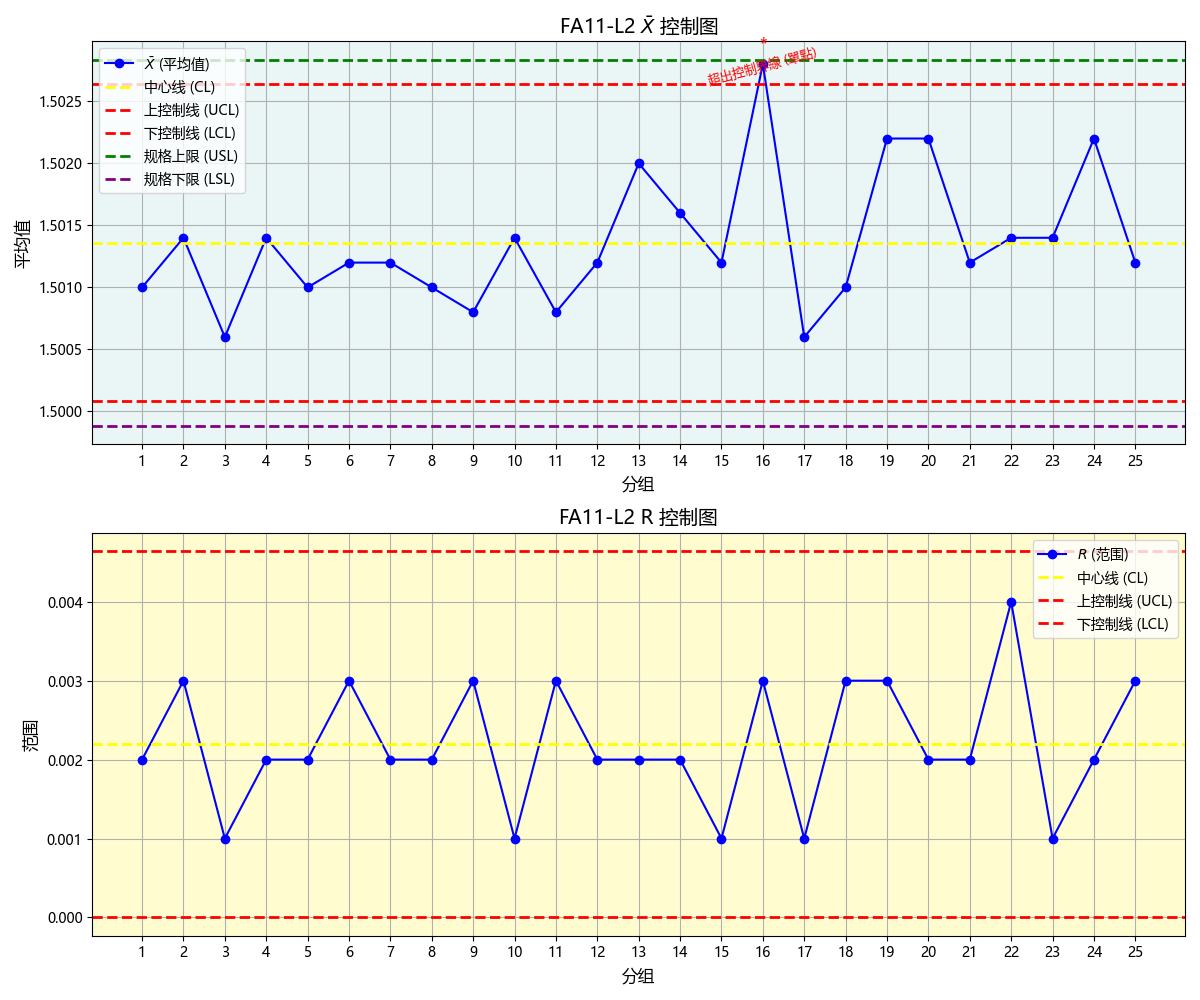 FA11-L2 X̄ 控制图
*
超出控制界線 (單點)
X̄ (平均值)
中心线 (CL)
上控制线 (UCL)
下控制线 (LCL)
规格上限 (USL)
规格下限 (LSL)
平均值
1.5025
1.5020
1.5015
1.5010
1.5005
1.5000
1 2 3 4 5 6 7 8 9 10 11 12 13 14 15 16 17 18 19 20 21 22 23 24 25
分组
FA11-L2 R 控制图
R (范围)
中心线 (CL)
上控制线 (UCL)
下控制线 (LCL)
范围
0.004
0.003
0.002
0.001
0.000
1 2 3 4 5 6 7 8 9 10 11 12 13 14 15 16 17 18 19 20 21 22 23 24 25
分组